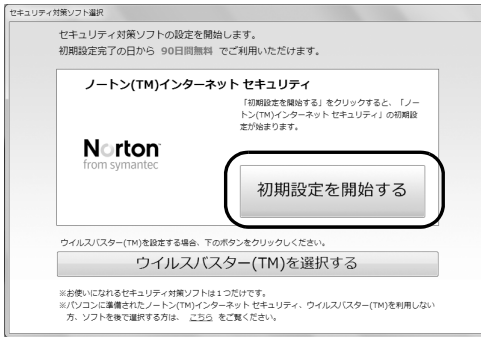 セキュリティ対策ソフト選択
セキュリティ対策ソフトの設定を開始します。
初期設定完了の日から 90日間無料 でご利用いただけます。
ノートン(TM)インターネット セキュリティ
「初期設定を開始する」をクリックすると、「ノー
トン(TM)インターネット セキュリティ」の初期設
定が始まります。
Norton
from symantec
初期設定を開始する
ウイルスバスター(TM)を設定する場合、下のボタンをクリックしください。
ウイルスバスター(TM)を選択する
※お使いになれるセキュリティ対策ソフトは1つだけです。
※パソコンに準備されたノートン(TM)インターネット セキュリティ、ウイルスバスター(TM)を利用しない
方、ソフトを後で選択する方は、 こちら をご覧ください。